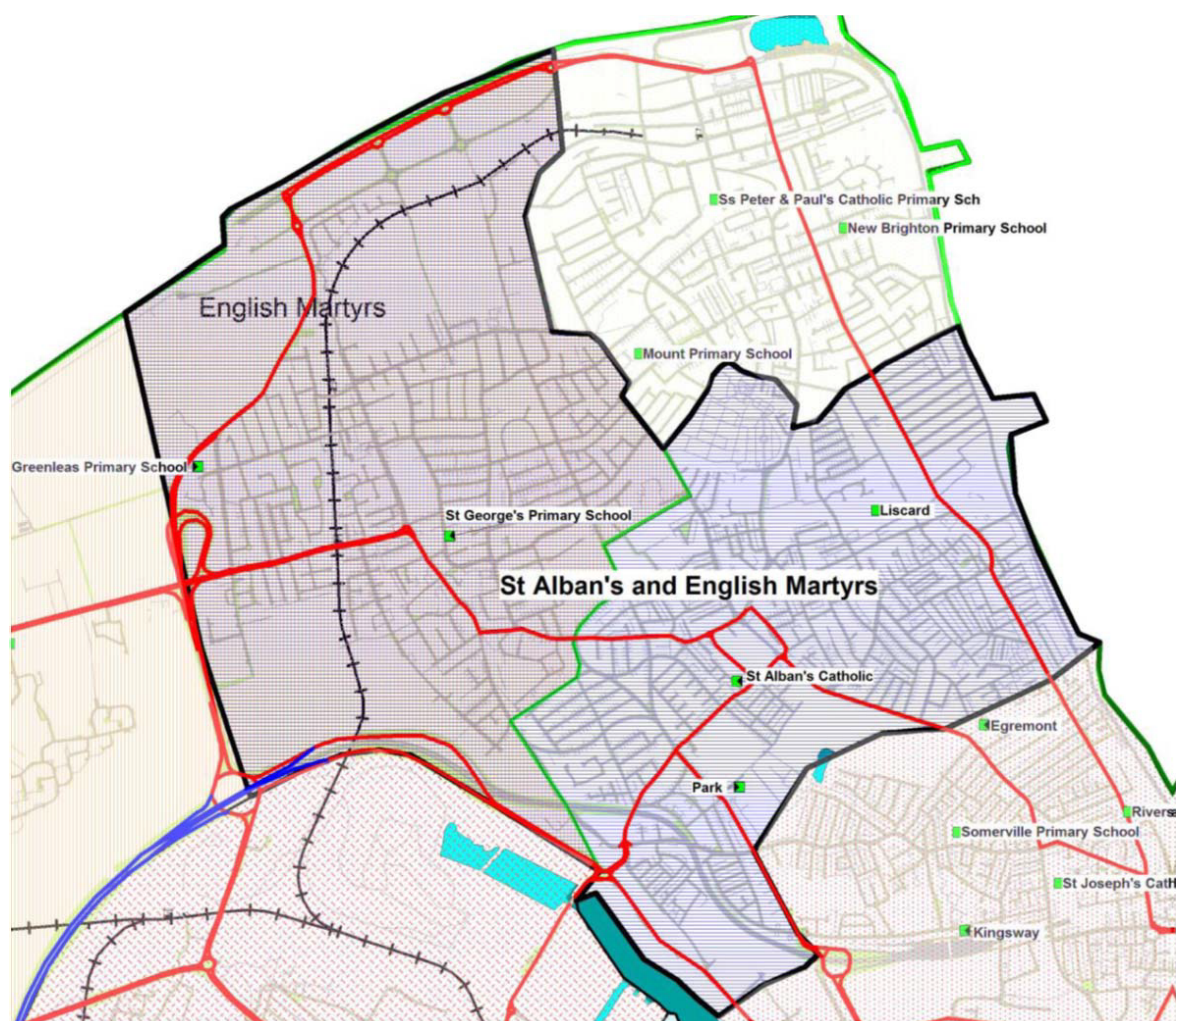 Ss Peter & Paul's Catholic Primary Sch
New Brighton Primary School
English Martyrs
Mount Primary School
Greenleas Primary School
St George's Primary School
Liscard
St Alban's and English Martyrs
St Alban's Catholic
Egremont
Park
Somerville Primary School
St Joseph's Cath
Kingsway